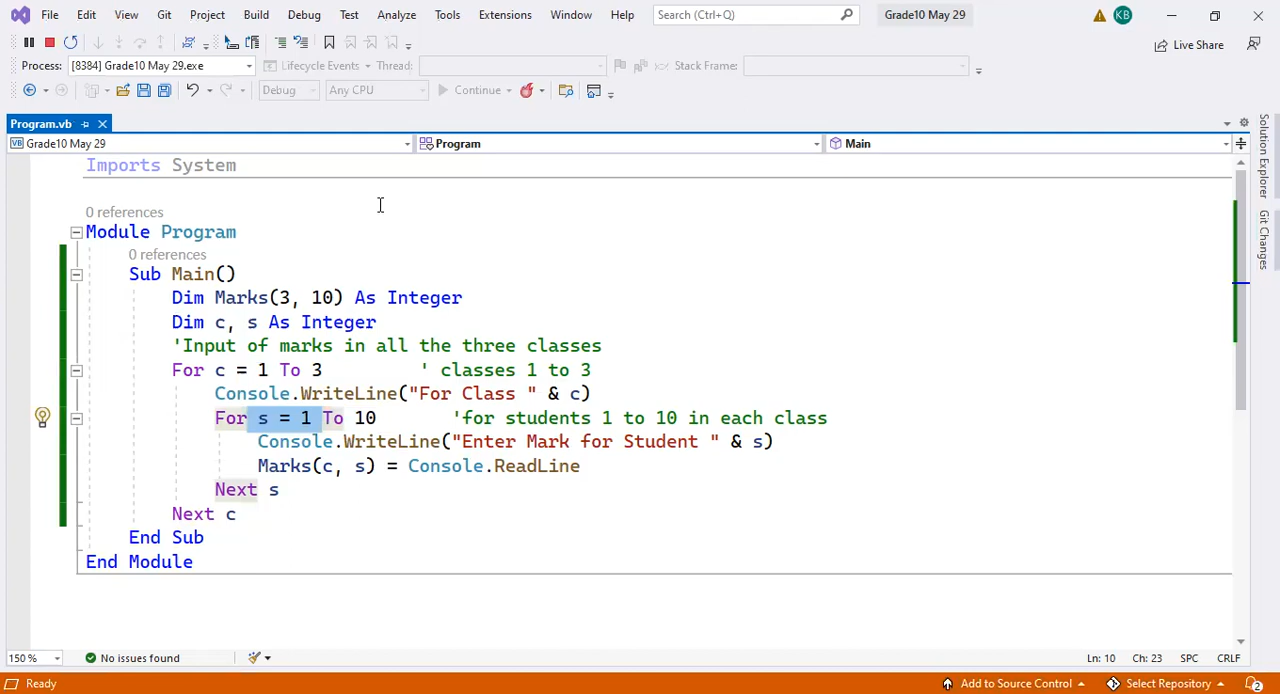 File Edit View Git Project Build Debug Test Analyze Tools Extensions Window Help Search (Ctrl+Q) Grade10 May 29 KB
Live Share
Process: [8384] Grade10 May 29.exe Lifecycle Events Thread: Stack Frame:
Debug Any CPU Continue
Program.vb
VB Grade10 May 29 Program Main
Imports System
0 references
Module Program
0 references
Sub Main()
Dim Marks(3, 10) As Integer
Dim c, s As Integer
'Input of marks in all the three classes
For c = 1 To 3 ' classes 1 to 3
Console.WriteLine("For Class " & c)
For s = 1 To 10 'for students 1 to 10 in each class
Console.WriteLine("Enter Mark for Student " & s)
Marks(c, s) = Console.ReadLine
Next s
Next c
End Sub
End Module
Solution Explorer
Git Changes
150 % No issues found Ln: 10 Ch: 23 SPC CRLF
Ready Add to Source Control Select Repository 2